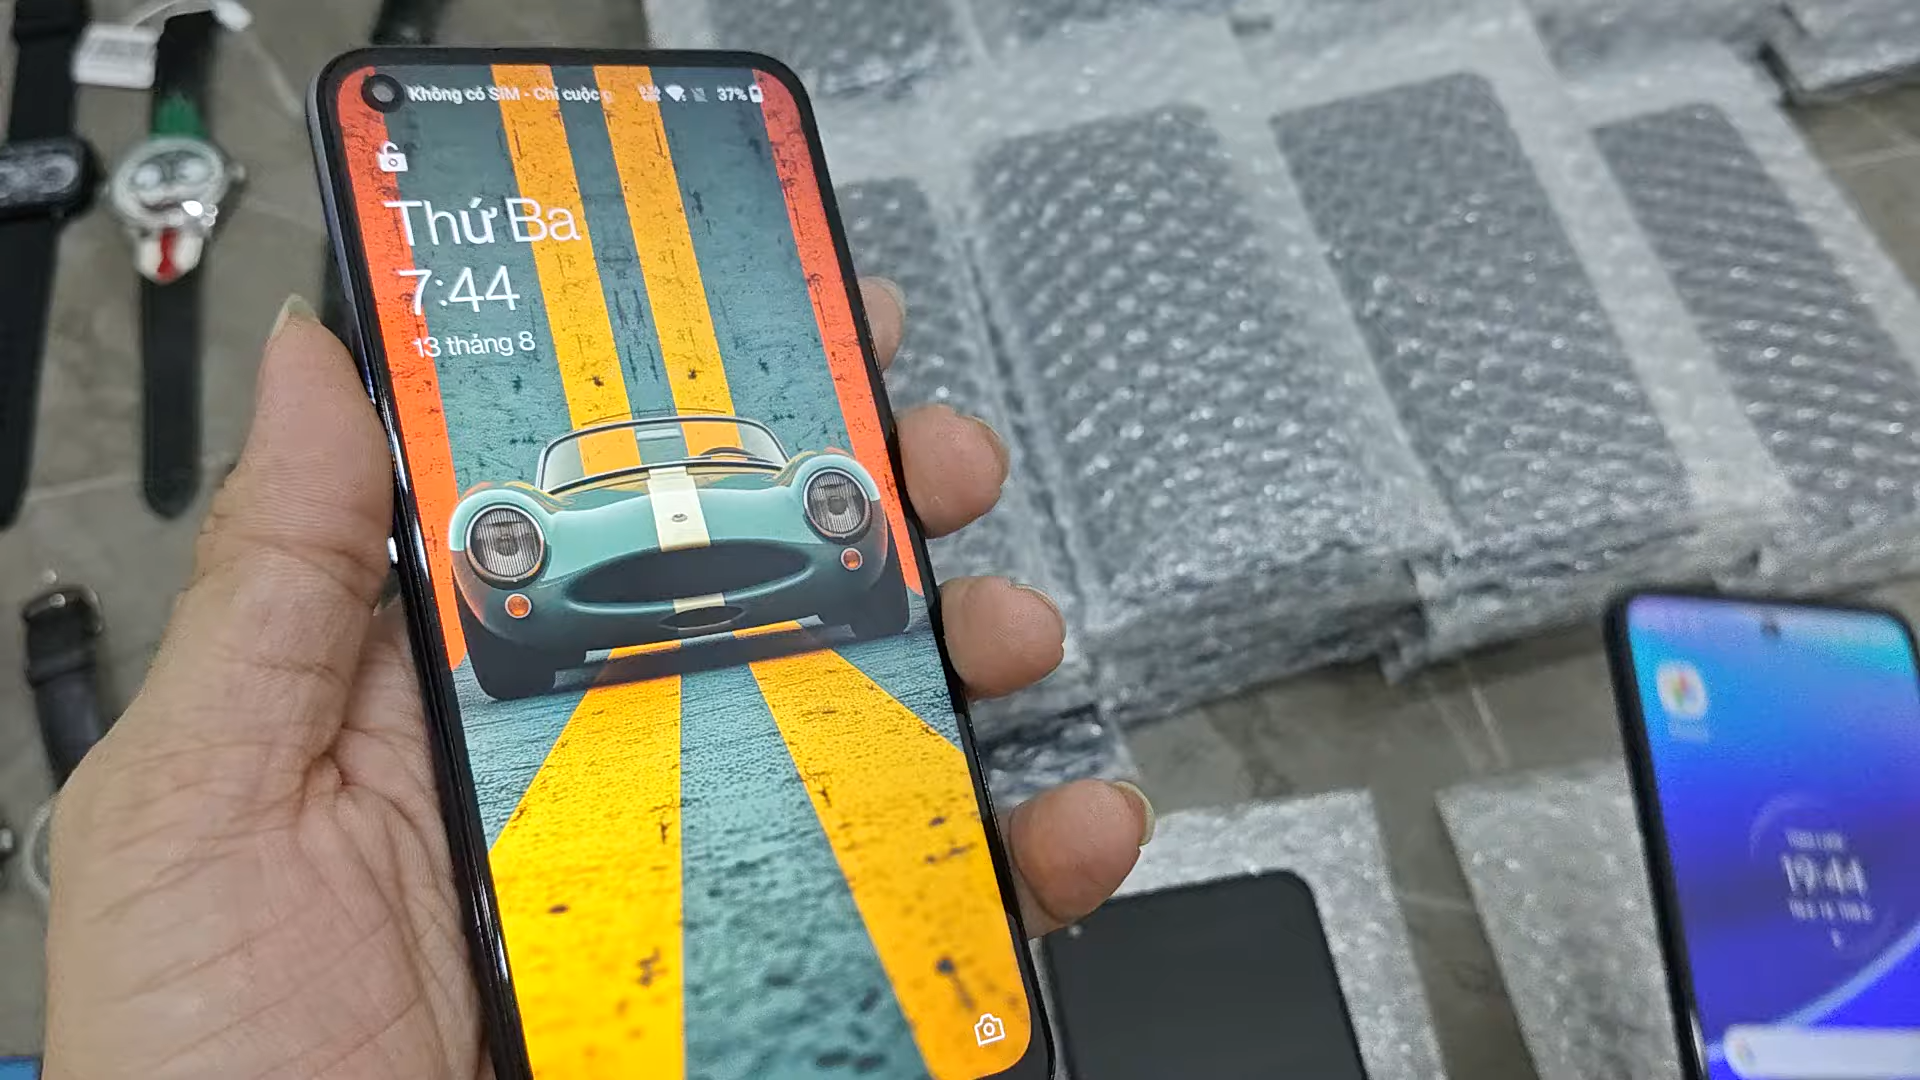 Không có SIM - Chỉ cuộc g
37%
Thứ Ba
7:44
13 tháng 8
19:44